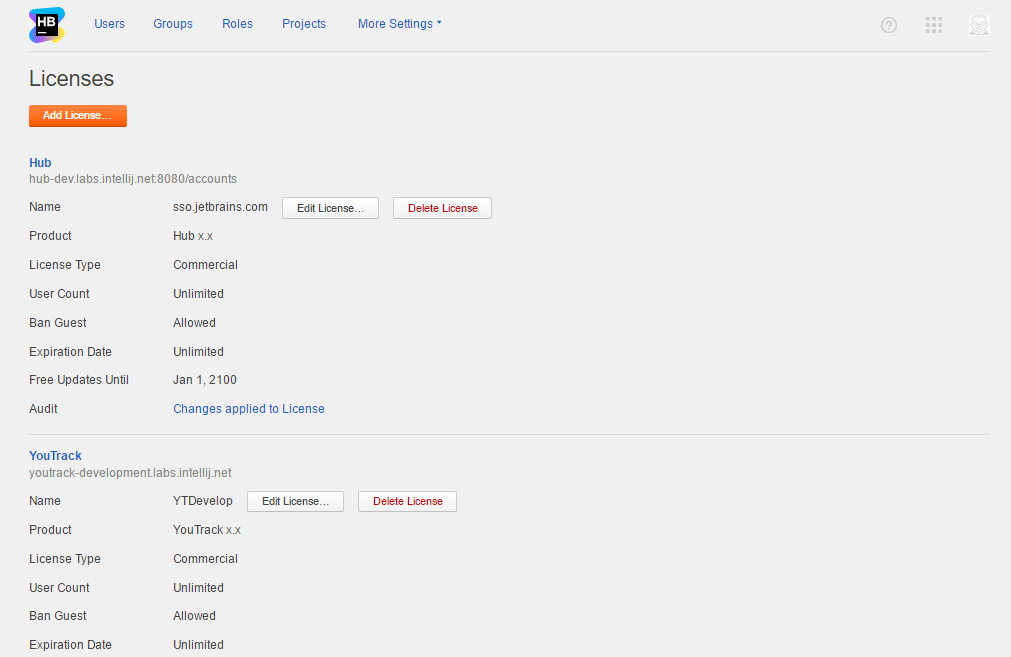 HB Users Groups Roles Projects More Settings ?
Licenses
Add License...
Hub
hub-dev.labs.intellij.net:8080/accounts
Name sso.jetbrains.com Edit License... Delete License
Product Hub x.x
License Type Commercial
User Count Unlimited
Ban Guest Allowed
Expiration Date Unlimited
Free Updates Until Jan 1, 2100
Audit Changes applied to License
YouTrack
youtrack-development.labs.intellij.net
Name YTDevelop Edit License... Delete License
Product YouTrack x.x
License Type Commercial
User Count Unlimited
Ban Guest Allowed
Expiration Date Unlimited